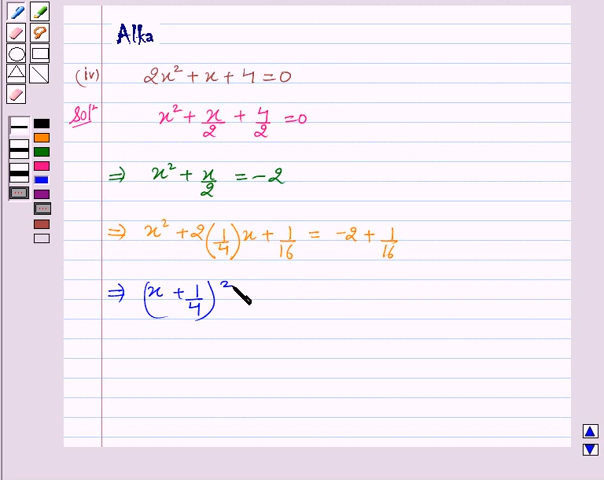 Alka
(iv) 2x² + x + 4 = 0
Solⁿ x² + x/2 + 4/2 = 0
⇒ x² + x/2 = -2
⇒ x² + 2(1/4)x + 1/16 = -2 + 1/16
⇒ (x + 1/4)²